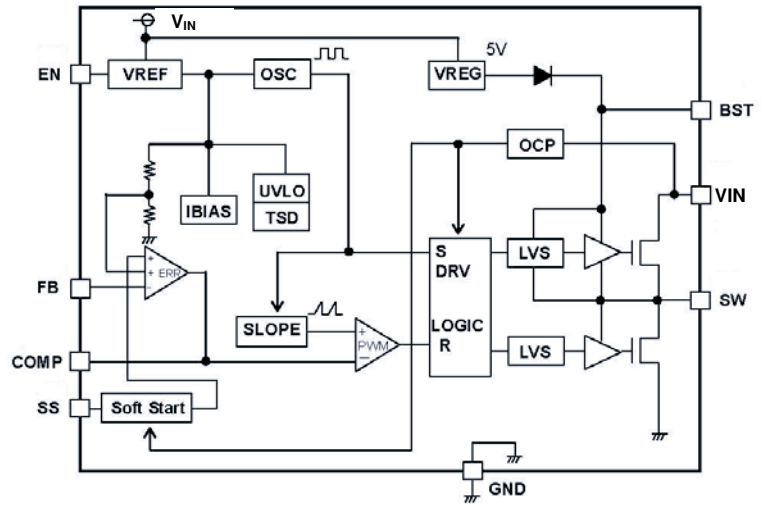 VIN
EN
VREF
OSC
5V
VREG
BST
OCP
UVLO
TSD
IBIAS
VIN
S
DRV
LVS
+
+
ERR
−
FB
SW
SLOPE
LOGIC
+
PWM
−
R
LVS
COMP
SS
Soft Start
GND